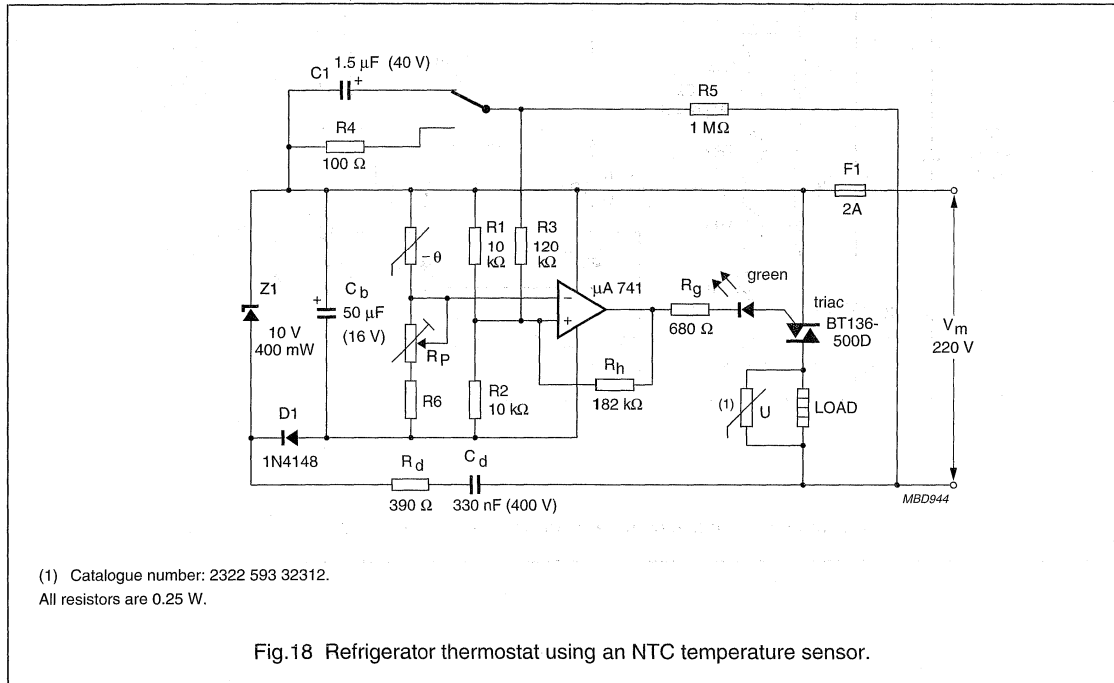 C1
1.5 μF (40 V)
+
R4
100 Ω
R5
1 MΩ
F1
2A
Z1
10 V
400 mW
+
C b
50 μF
(16 V)
−θ
R1
10
kΩ
R3
120
kΩ
−
+
μA 741
R g
680 Ω
green
triac
BT136-
500D
V m
220 V
R P
R6
R2
10 kΩ
R h
182 kΩ
(1)
U
LOAD
D1
1N4148
R d
390 Ω
C d
330 nF (400 V)
MBD944
(1) Catalogue number: 2322 593 32312.
All resistors are 0.25 W.
Fig.18 Refrigerator thermostat using an NTC temperature sensor.